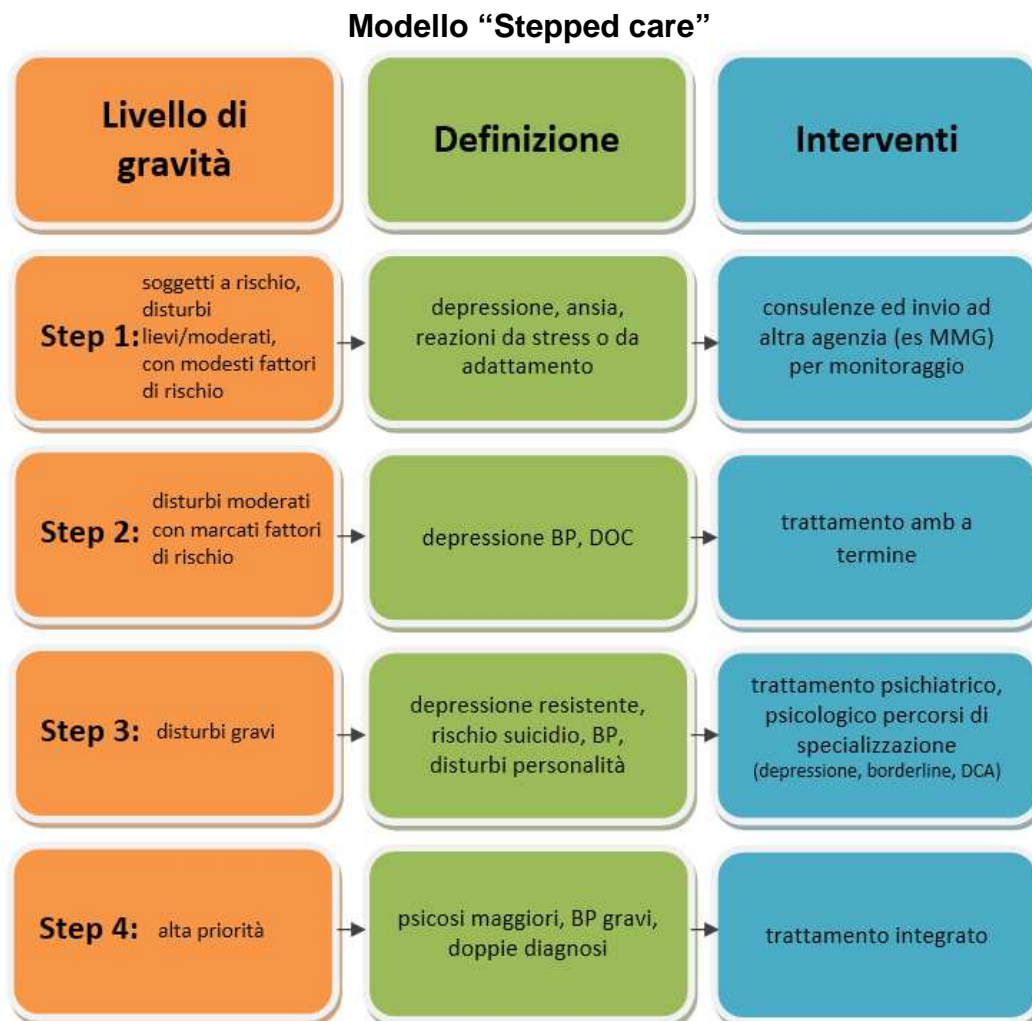 Modello “Stepped care”
Livello di
gravità
Definizione
Interventi
Step 1:
soggetti a rischio,
disturbi
lievi/moderati,
con modesti fattori
di rischio
depressione, ansia,
reazioni da stress o da
adattamento
consulenze ed invio ad
altra agenzia (es MMG)
per monitoraggio
Step 2:
disturbi moderati
con marcati fattori
di rischio
depressione BP, DOC
trattamento amb a
termine
Step 3: disturbi gravi
depressione resistente,
rischio suicidio, BP,
disturbi personalità
trattamento psichiatrico,
psicologico percorsi di
specializzazione
(depressione, borderline, DCA)
Step 4: alta priorità
psicosi maggiori, BP gravi,
doppie diagnosi
trattamento integrato